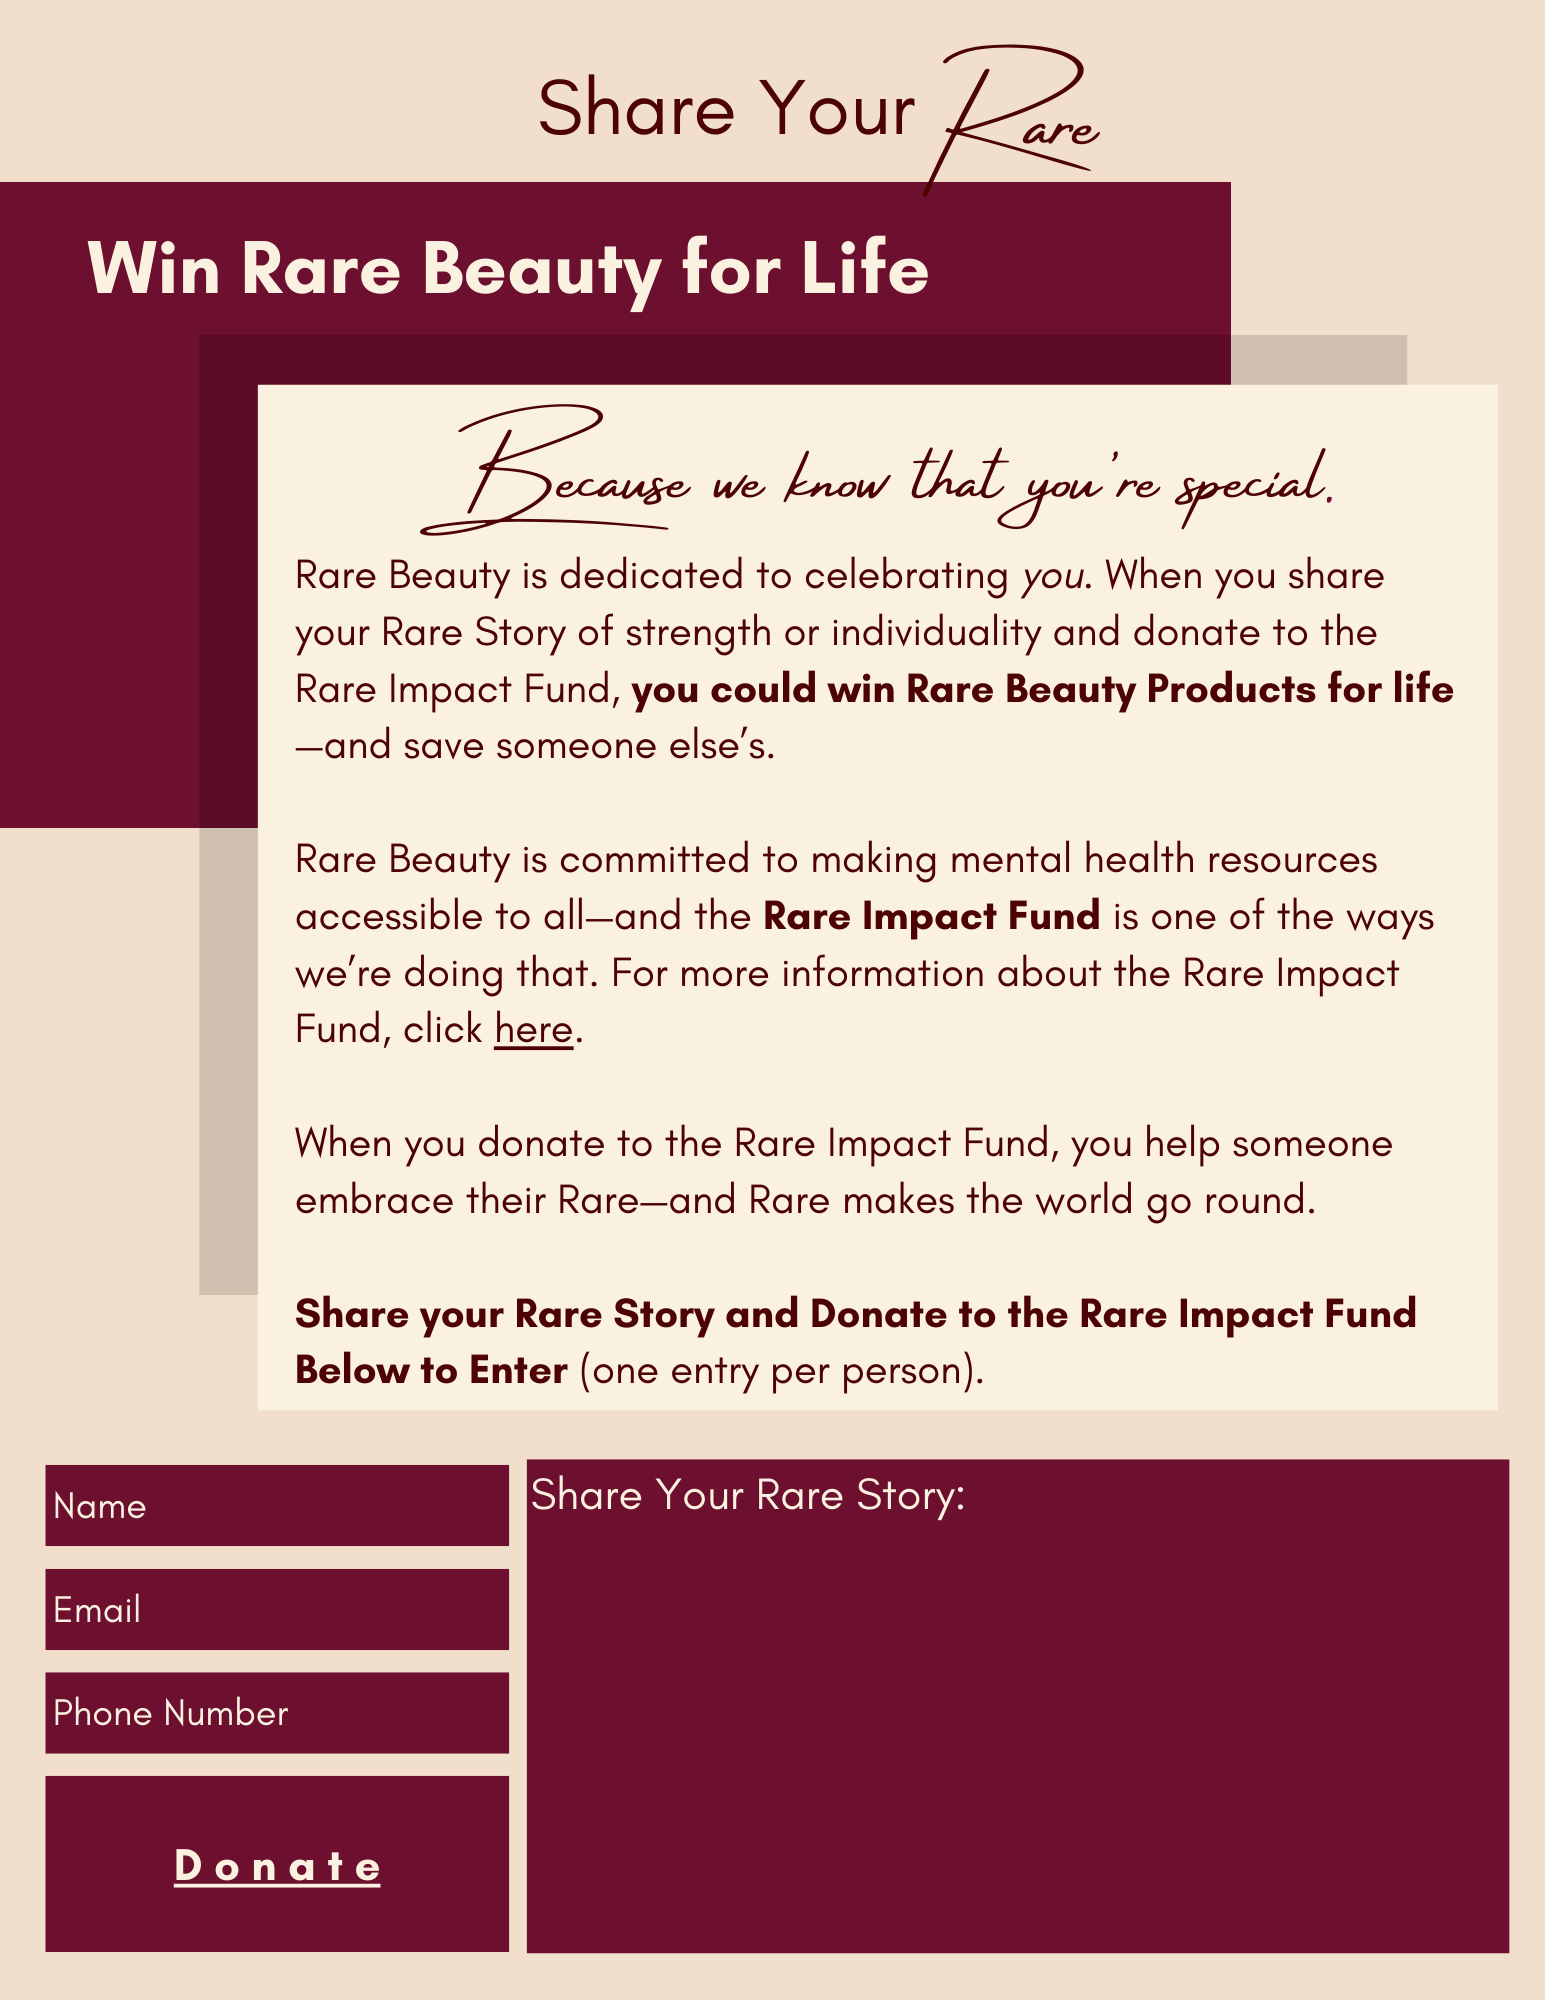 Share Your Rare
Win Rare Beauty for Life
Because we know that you’re special.
Rare Beauty is dedicated to celebrating you. When you share
your Rare Story of strength or individuality and donate to the
Rare Impact Fund, you could win Rare Beauty Products for life
—and save someone else’s.
Rare Beauty is committed to making mental health resources
accessible to all—and the Rare Impact Fund is one of the ways
we’re doing that. For more information about the Rare Impact
Fund, click here.
When you donate to the Rare Impact Fund, you help someone
embrace their Rare—and Rare makes the world go round.
Share your Rare Story and Donate to the Rare Impact Fund
Below to Enter (one entry per person).
Name
Email
Phone Number
Donate
Share Your Rare Story: